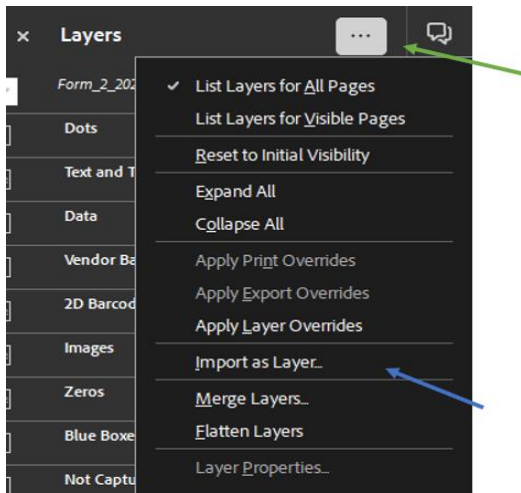 Layers
Form_2_202
Dots
Text and T
Data
Vendor Ba
2D Barcod
Images
Zeros
Blue Boxe
Not Captu
List Layers for All Pages
List Layers for Visible Pages
Reset to Initial Visibility
Expand All
Collapse All
Apply Print Overrides
Apply Export Overrides
Apply Layer Overrides
Import as Layer...
Merge Layers...
Flatten Layers
Layer Properties...